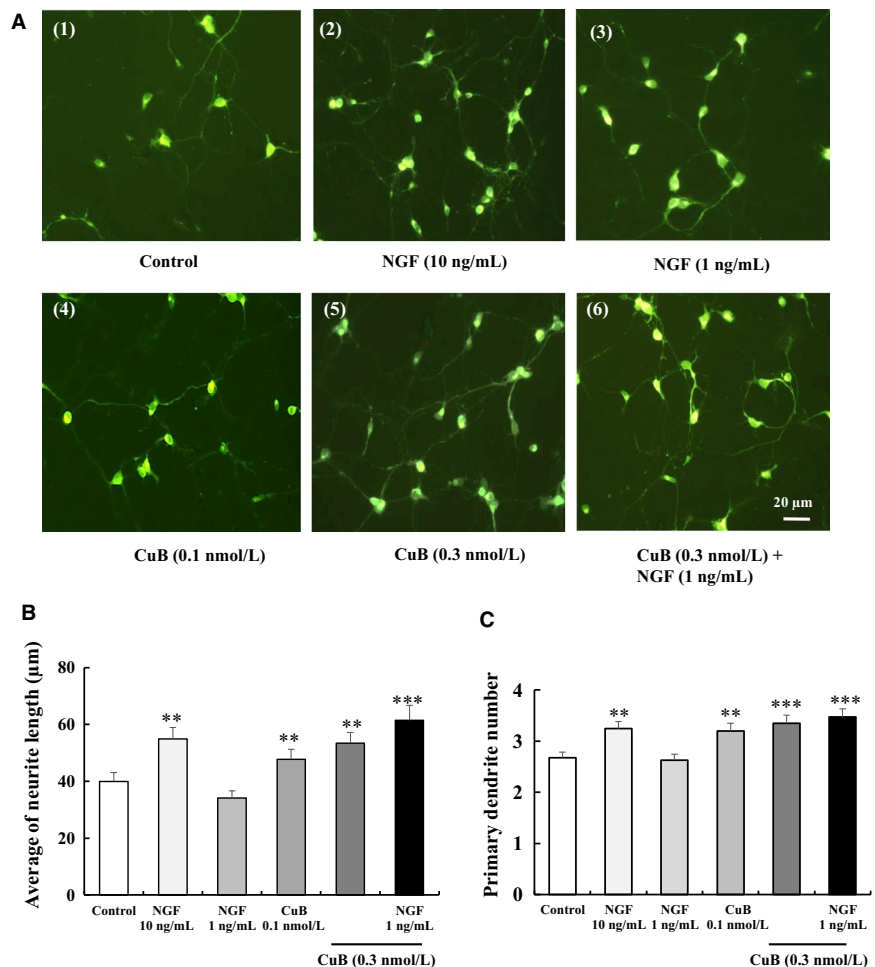 A
(1)
(2)
(3)
Control
NGF (10 ng/mL)
NGF (1 ng/mL)
(4)
(5)
(6)
20 μm
CuB (0.1 nmol/L)
CuB (0.3 nmol/L)
CuB (0.3 nmol/L) +
NGF (1 ng/mL)
B
Average of neurite length (μm)
80
60
40
20
0
**
**
**
***
Control
NGF
10 ng/mL
NGF
1 ng/mL
CuB
0.1 nmol/L
NGF
1 ng/mL
CuB (0.3 nmol/L)
C
Primary dendrite number
4
3
2
1
0
**
**
***
***
Control
NGF
10 ng/mL
NGF
1 ng/mL
CuB
0.1 nmol/L
NGF
1 ng/mL
CuB (0.3 nmol/L)